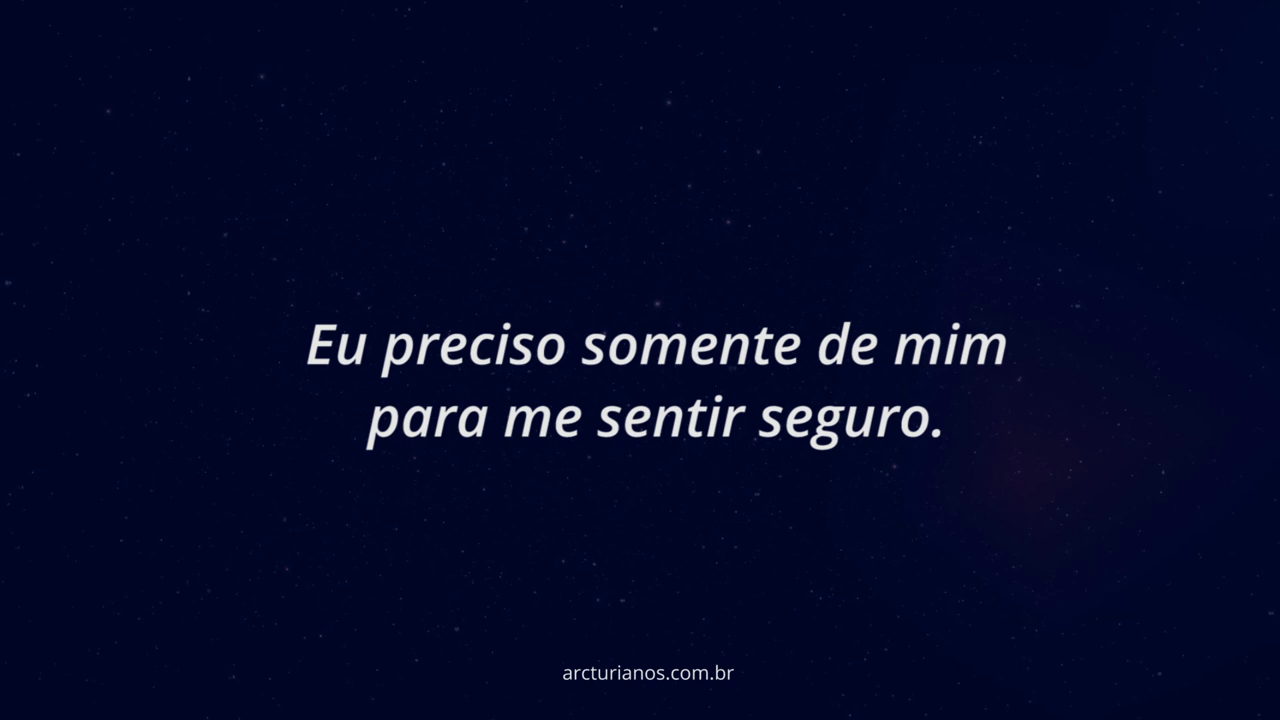 Eu preciso somente de mim
para me sentir seguro.
arcturianos.com.br